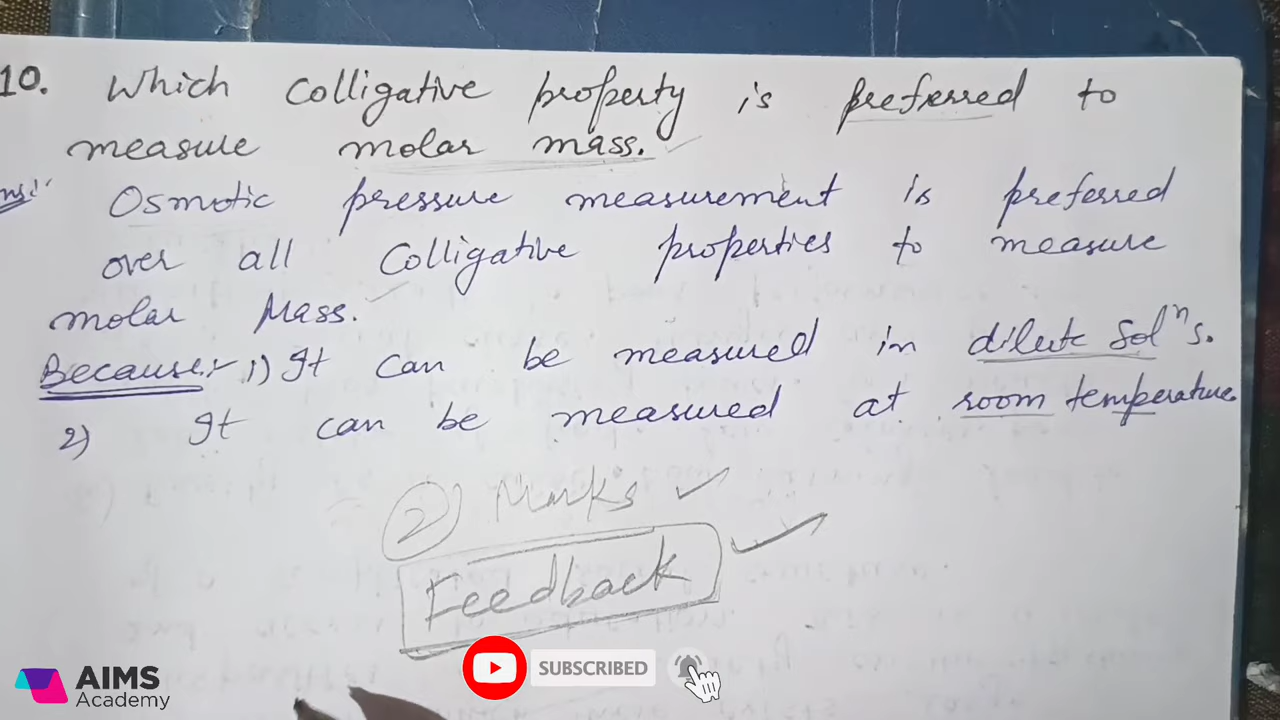 10. Which Colligative property is preferred to
measure molar mass.
Ans:
Osmotic pressure measurement is preferred
over all Colligative properties to measure
molar Mass.
Because:- 1) It can be measured in dilute Solⁿs.
2) It can be measured at room temperature.
2 Marks
Feedback
SUBSCRIBED
AIMS
Academy